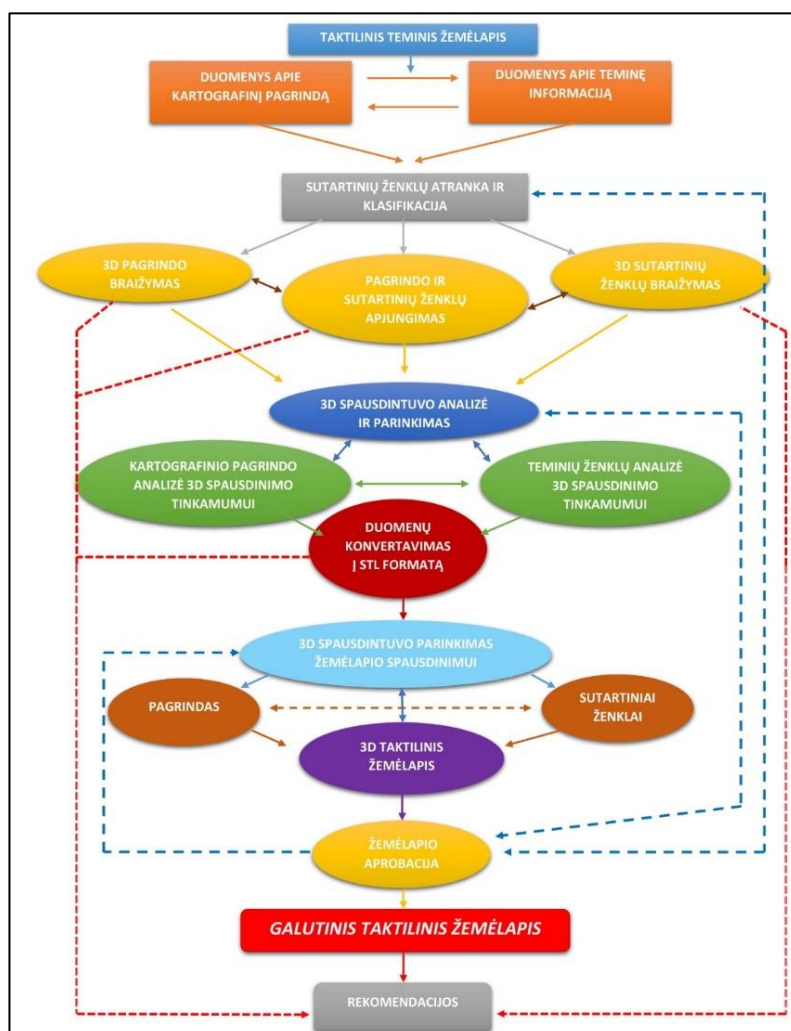 TAKTILINIS TEMINIS ŽEMĖLAPIS
DUOMENYS APIE
KARTOGRAFINĮ PAGRINDĄ
DUOMENYS APIE TEMINĘ
INFORMACIJĄ
SUTARTINIŲ ŽENKLŲ ATRANKA IR
KLASIFIKACIJA
3D PAGRINDO
BRAIŽYMAS
PAGRINDO IR
SUTARTINIŲ ŽENKLŲ
APJUNGIMAS
3D SUTARTINIŲ
ŽENKLŲ BRAIŽYMAS
3D SPAUSDINTUVO ANALIZĖ
IR PARINKIMAS
KARTOGRAFINIO PAGRINDO
ANALIZĖ 3D SPAUSDINIMO
TINKAMUMUI
TEMINIŲ ŽENKLŲ ANALIZĖ
3D SPAUSDINIMO
TINKAMUMUI
DUOMENŲ
KONVERTAVIMAS
Į STL FORMATĄ
3D SPAUSDINTUVO PARINKIMAS
ŽEMĖLAPIO SPAUSDINIMUI
PAGRINDAS
SUTARTINIAI
ŽENKLAI
3D TAKTILINIS
ŽEMĖLAPIS
ŽEMĖLAPIO
APROBACIJA
GALUTINIS TAKTILINIS ŽEMĖLAPIS
REKOMENDACIJOS